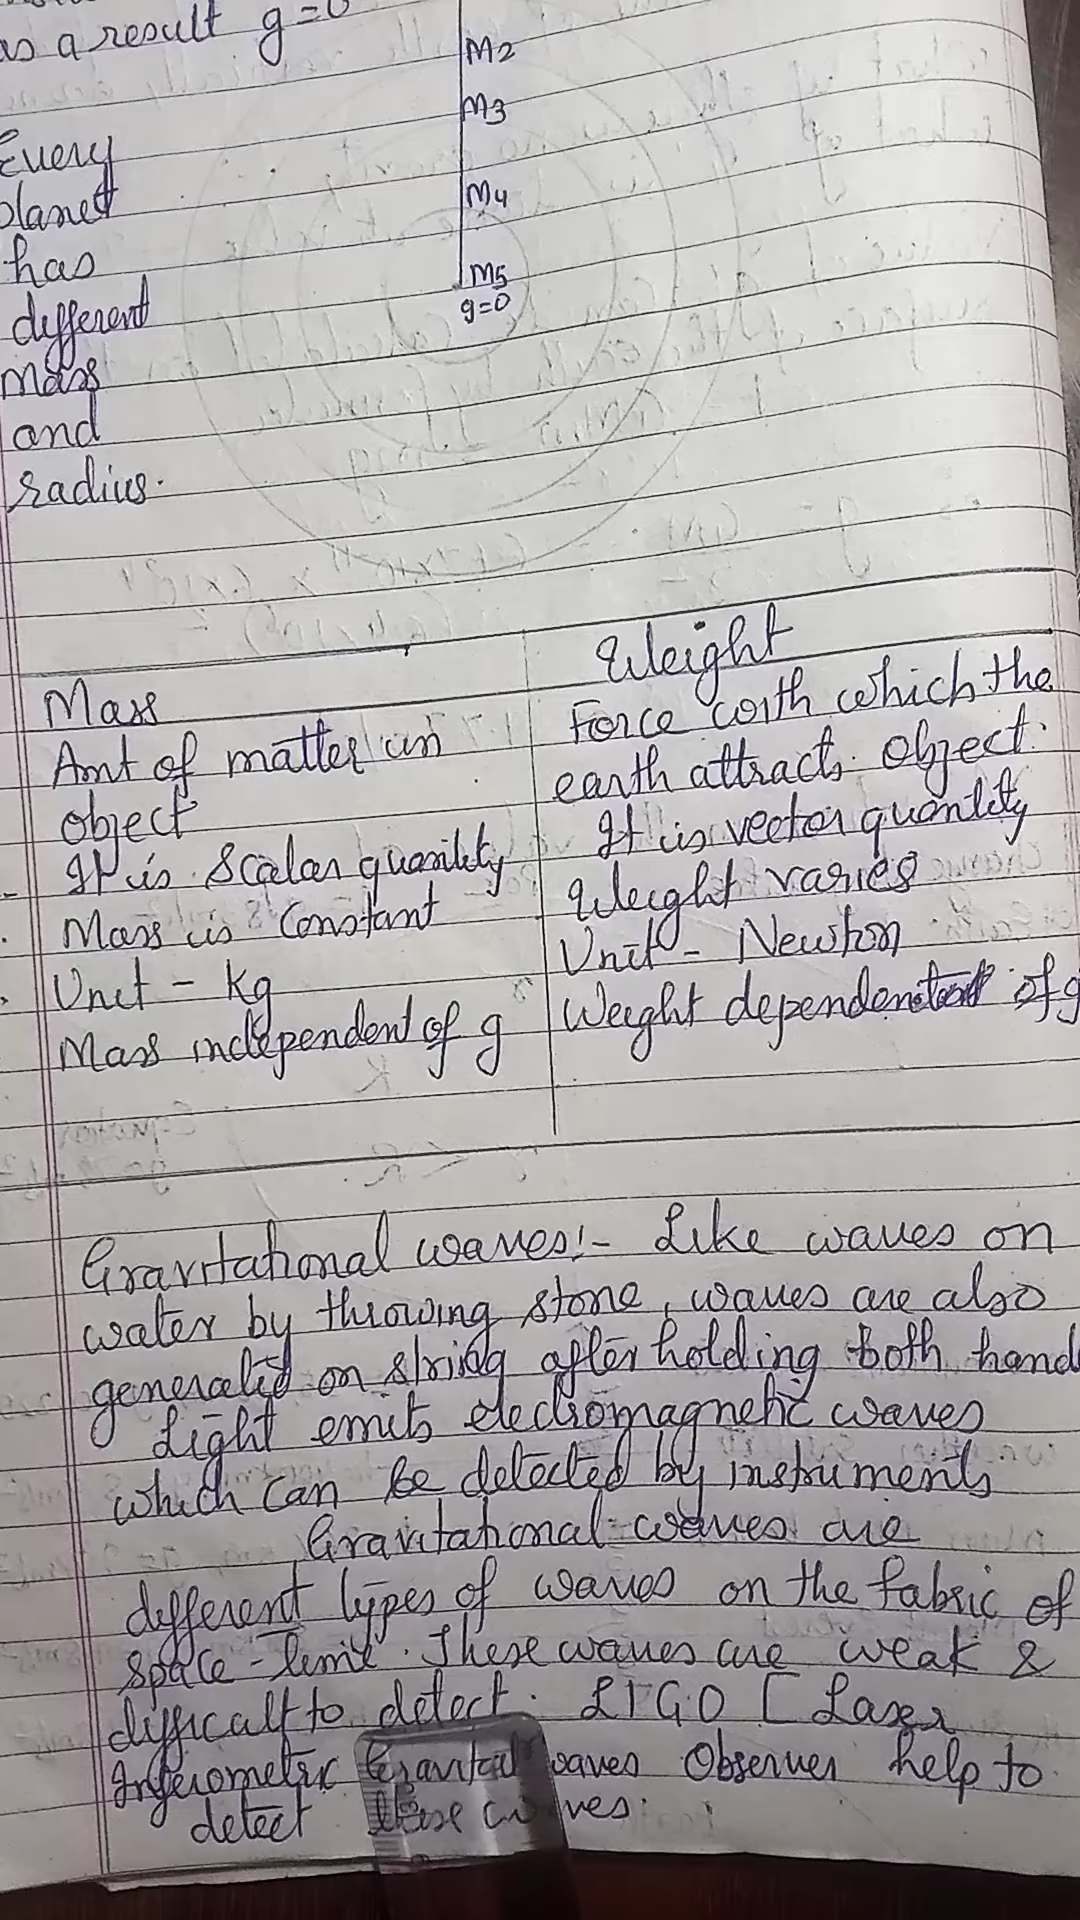 as a result g=0
M2
M3
M4
M5
g=0
Every
planet
has
different
mass
and
radius.
Mass
Amt of matter in
object
It is Scalar quantity
Mass is Constant
Unit - kg
Mass independent of g
Weight
Force with which the
earth attracts object.
It is vector quantity
Weight varies
Unit - Newton
Weight dependent of g
Gravitational waves:- Like waves on
water by throwing stone, waves are also
generated on string after holding both hand
Light emits electromagnetic waves
which can be detected by instruments
Gravitational waves are
different types of waves on the fabric of
space-time. These waves are weak &
difficult to detect. LIGO [Laser
Inferometric Gravital waves Observer help to
detect these waves.